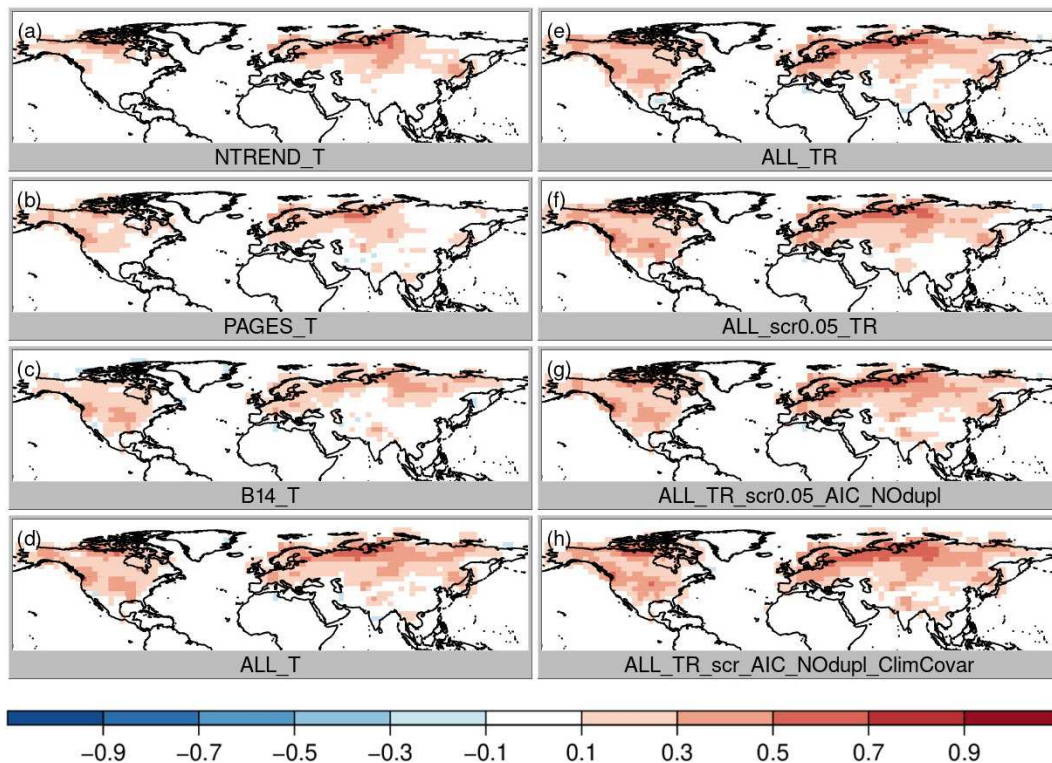 (a)
NTREND_T
(b)
PAGES_T
(c)
B14_T
(d)
ALL_T
(e)
ALL_TR
(f)
ALL_scr0.05_TR
(g)
ALL_TR_scr0.05_AIC_NOdupl
(h)
ALL_TR_scr_AIC_NOdupl_ClimCovar
−0.9 −0.7 −0.5 −0.3 −0.1 0.1 0.3 0.5 0.7 0.9